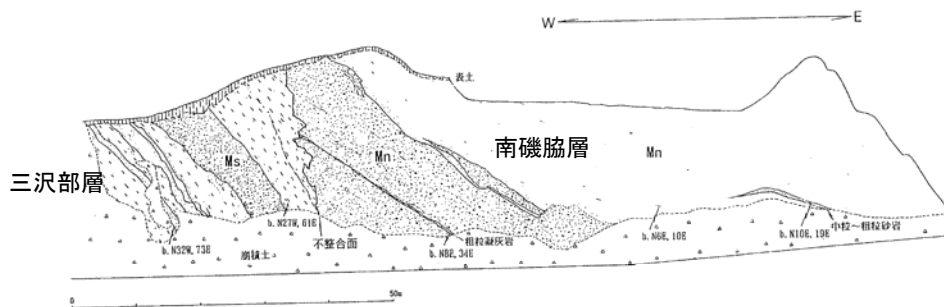 W E
表土
南磯脇層
Mn
Ms
Mn
三沢部層
b. N32W, 73E
崩積土
b. N27W, 61E
不整合面
b. N8E, 34E
粗粒凝灰岩
b. N6E, 10E
b. N10E, 19E
中粒~粗粒砂岩
0 50m